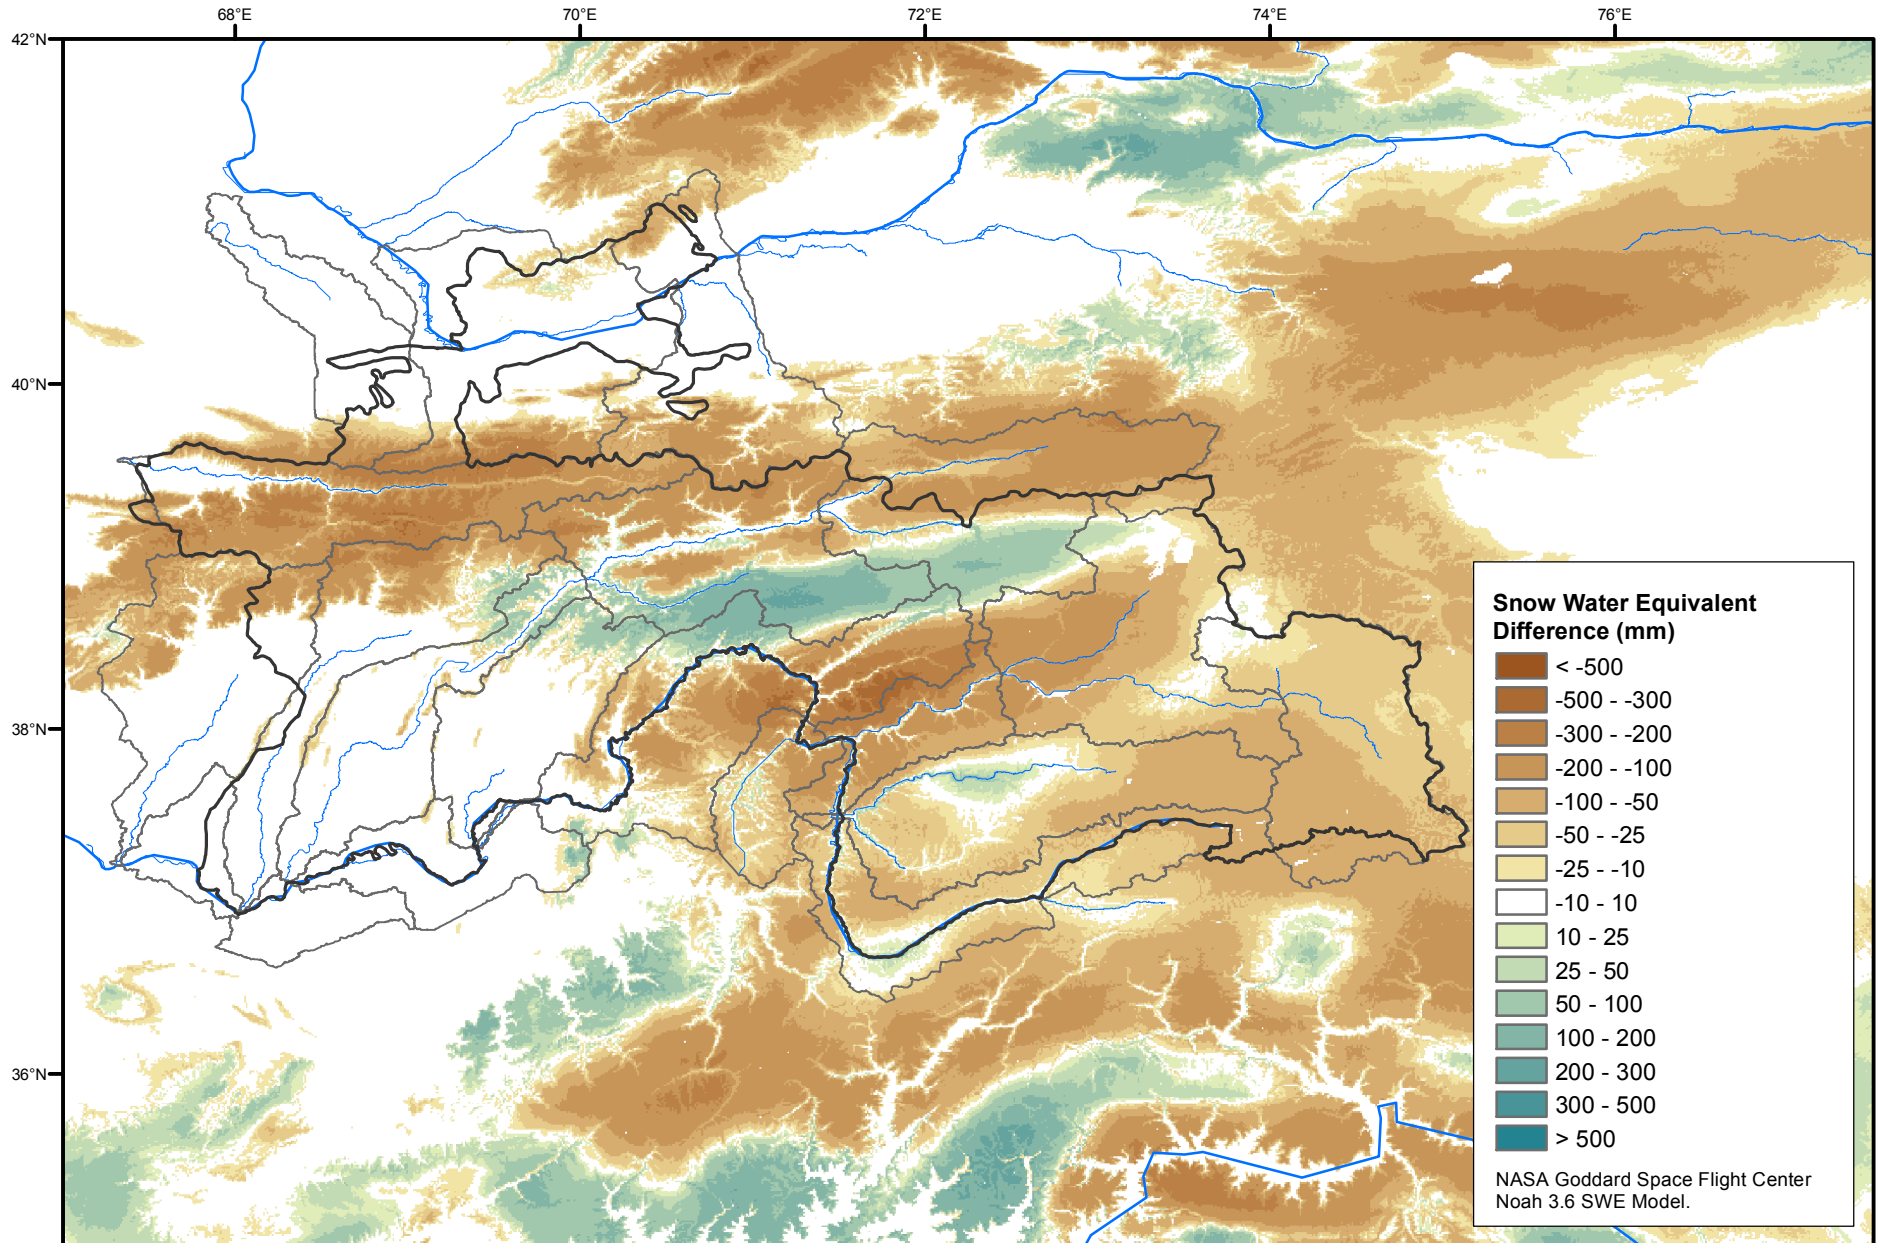 68°E 70°E 72°E 74°E 76°E
42°N
40°N
38°N
36°N
Snow Water Equivalent
Difference (mm)
< -500
-500 - -300
-300 - -200
-200 - -100
-100 - -50
-50 - -25
-25 - -10
-10 - 10
10 - 25
25 - 50
50 - 100
100 - 200
200 - 300
300 - 500
> 500
NASA Goddard Space Flight Center
Noah 3.6 SWE Model.